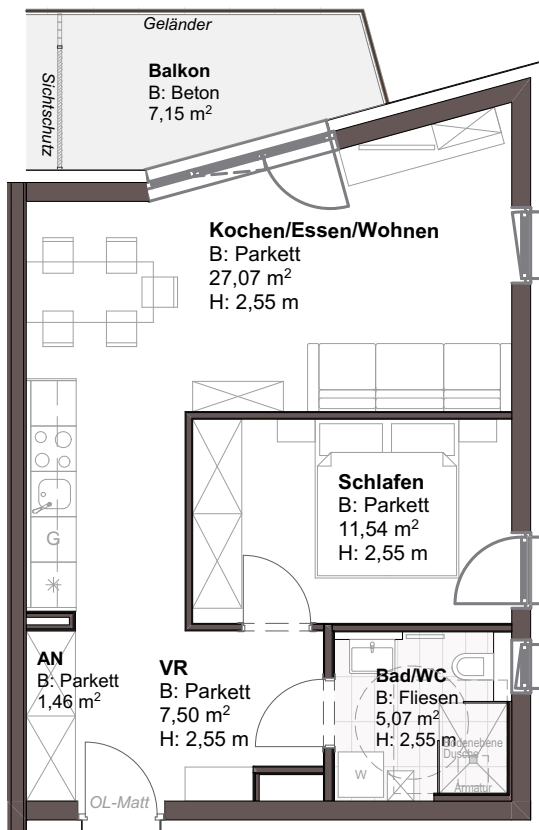 Geländer
Sichtschutz
Balkon
B: Beton
7,15 m²
Kochen/Essen/Wohnen
B: Parkett
27,07 m²
H: 2,55 m
Schlafen
B: Parkett
11,54 m²
H: 2,55 m
G
AN
B: Parkett
1,46 m²
VR
B: Parkett
7,50 m²
H: 2,55 m
Bad/WC
B: Fliesen
5,07 m²
H: 2,55 m
Bodenebene
Dusche
Armatur
W
OL-Matt